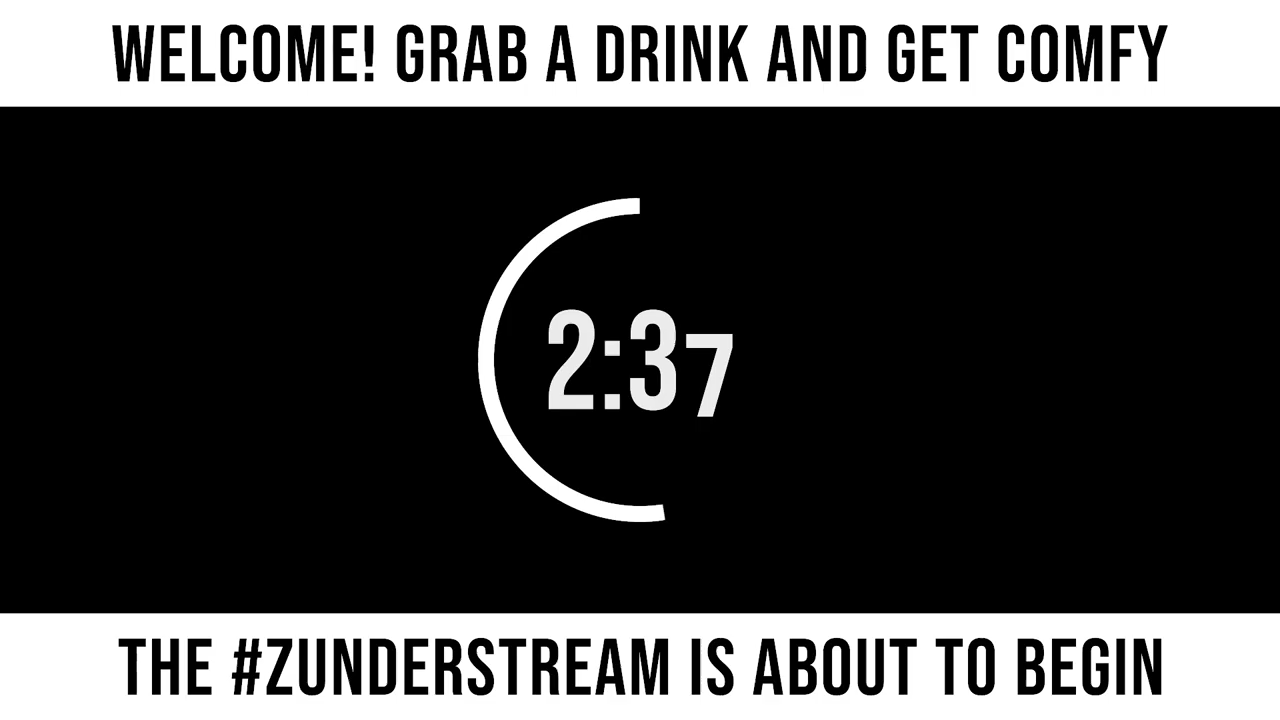 WELCOME! GRAB A DRINK AND GET COMFY
2:37
THE #ZUNDERSTREAM IS ABOUT TO BEGIN